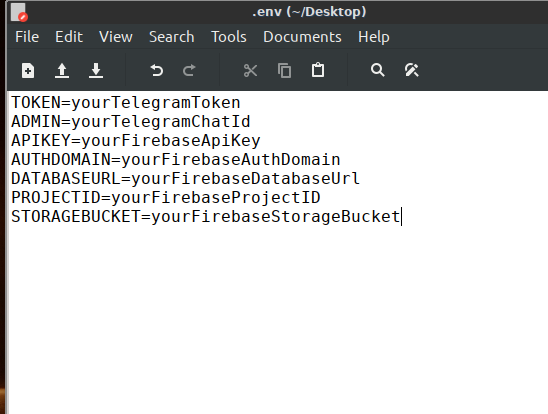 .env (~/Desktop)
File Edit View Search Tools Documents Help
TOKEN=yourTelegramToken
ADMIN=yourTelegramChatId
APIKEY=yourFirebaseApiKey
AUTHDOMAIN=yourFirebaseAuthDomain
DATABASEURL=yourFirebaseDatabaseUrl
PROJECTID=yourFirebaseProjectID
STORAGEBUCKET=yourFirebaseStorageBucket